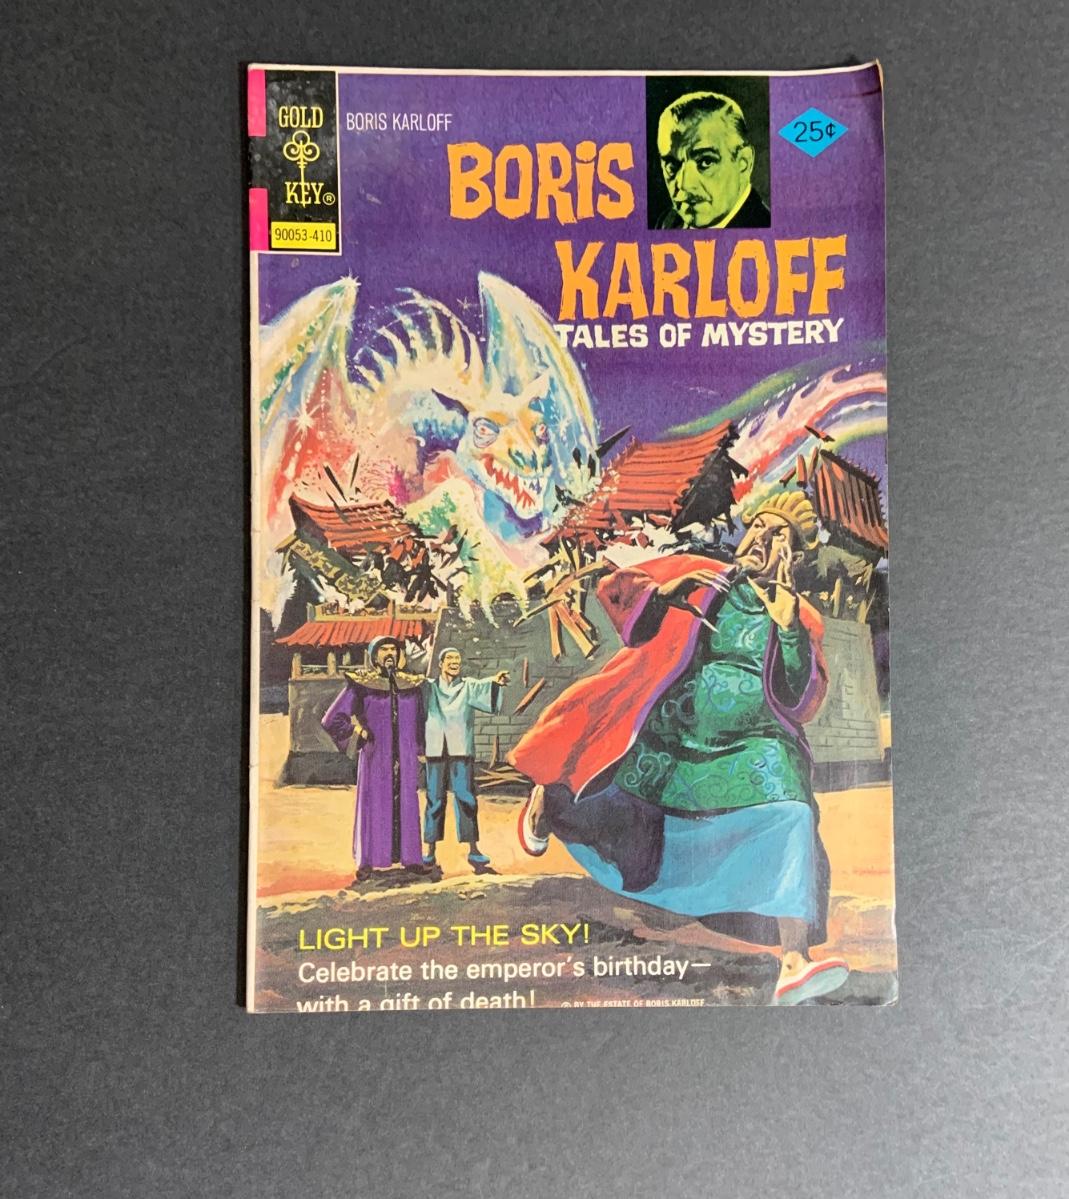 GOLD
KEY®
90053-410
BORIS KARLOFF
25¢
BORiS
KARLOFF
TALES OF MYSTERY
LIGHT UP THE SKY!
Celebrate the emperor's birthday—
with a gift of death!
© BY THE ESTATE OF BORIS KARLOFF